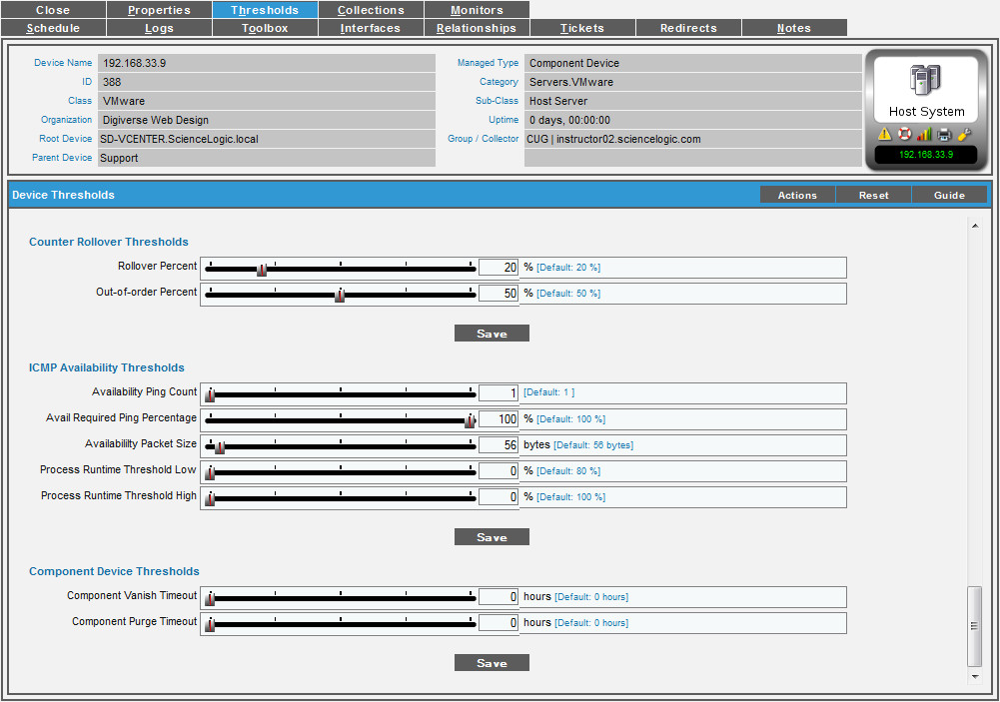 Close Properties Thresholds Collections Monitors
Schedule Logs Toolbox Interfaces Relationships Tickets Redirects Notes
Device Name 192.168.33.9 Managed Type Component Device
ID 388 Category Servers.VMware
Class VMware Sub-Class Host Server
Organization Digiverse Web Design Uptime 0 days, 00:00:00
Root Device SD-VCENTER.ScienceLogic.local Group / Collector CUG | instructor02.sciencelogic.com
Parent Device Support
Host System
192.168.33.9
Device Thresholds Actions Reset Guide
Counter Rollover Thresholds
Rollover Percent 20 % [Default: 20 %]
Out-of-order Percent 50 % [Default: 50 %]
Save
ICMP Availability Thresholds
Availability Ping Count 1 [Default: 1 ]
Avail Required Ping Percentage 100 % [Default: 100 %]
Availability Packet Size 56 bytes [Default: 56 bytes]
Process Runtime Threshold Low 0 % [Default: 80 %]
Process Runtime Threshold High 0 % [Default: 100 %]
Save
Component Device Thresholds
Component Vanish Timeout 0 hours [Default: 0 hours]
Component Purge Timeout 0 hours [Default: 0 hours]
Save